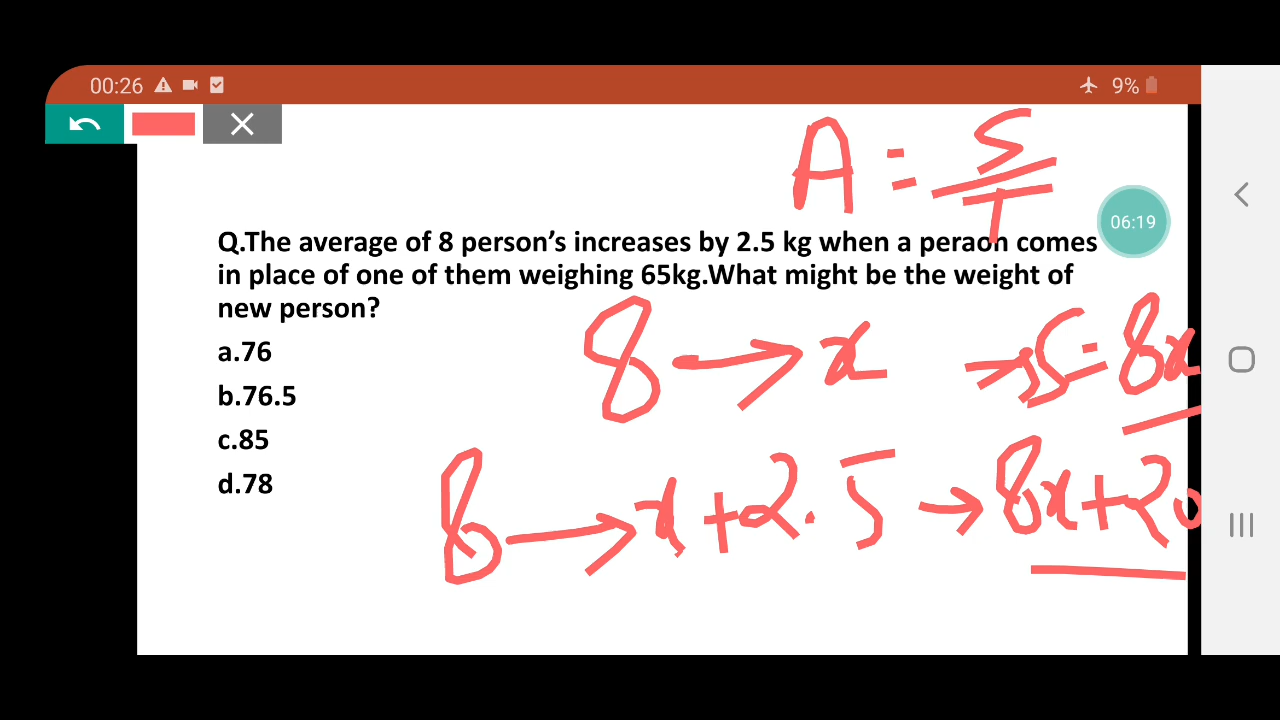 00:26
9%
A = S/T
06:19
Q.The average of 8 person's increases by 2.5 kg when a peraon comes
in place of one of them weighing 65kg.What might be the weight of
new person?
a.76
8 → x → S = 8x
b.76.5
c.85
8 → x+2.5 → 8x+20
d.78